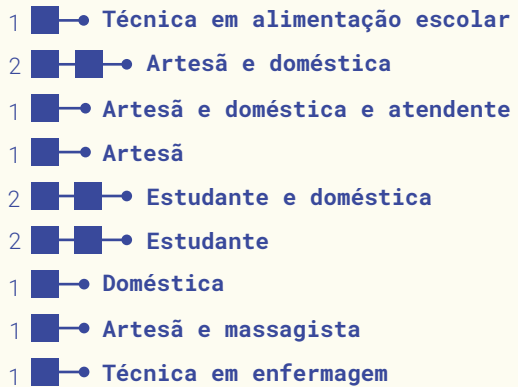 1 Técnica em alimentação escolar
2 Artesã e doméstica
1 Artesã e doméstica e atendente
1 Artesã
2 Estudante e doméstica
2 Estudante
1 Doméstica
1 Artesã e massagista
1 Técnica em enfermagem